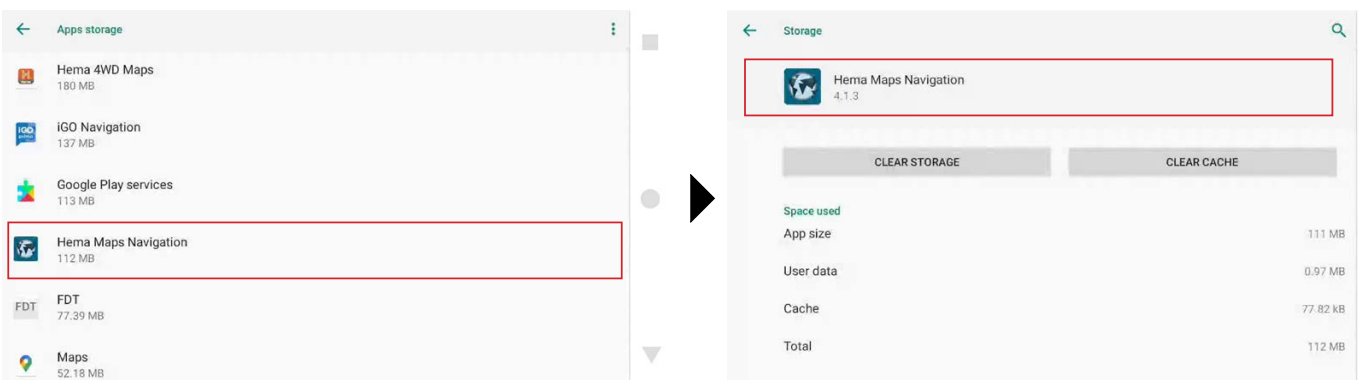 Apps storage
Hema 4WD Maps
180 MB
iGO Navigation
137 MB
Google Play services
113 MB
Hema Maps Navigation
112 MB
FDT
FDT
77.39 MB
Maps
52.18 MB
Storage
Hema Maps Navigation
4.1.3
CLEAR STORAGE
CLEAR CACHE
Space used
App size
111 MB
User data
0.97 MB
Cache
77.82 kB
Total
112 MB